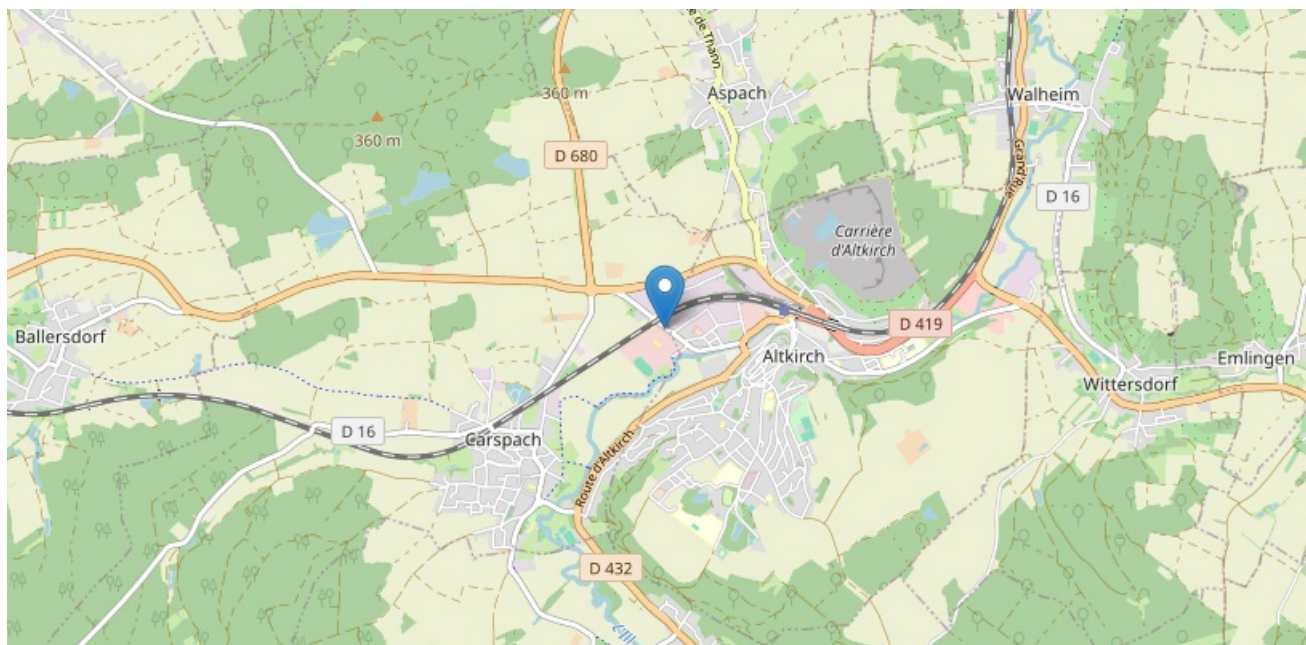 de Thann
360 m
Aspach
Walheim
360 m
D 680
Grand'Rue
D 16
Carrière
d'Altkirch
Ballersdorf
D 419
Altkirch
Emlingen
Wittersdorf
D 16
Carspach
Route d'Altkirch
D 432